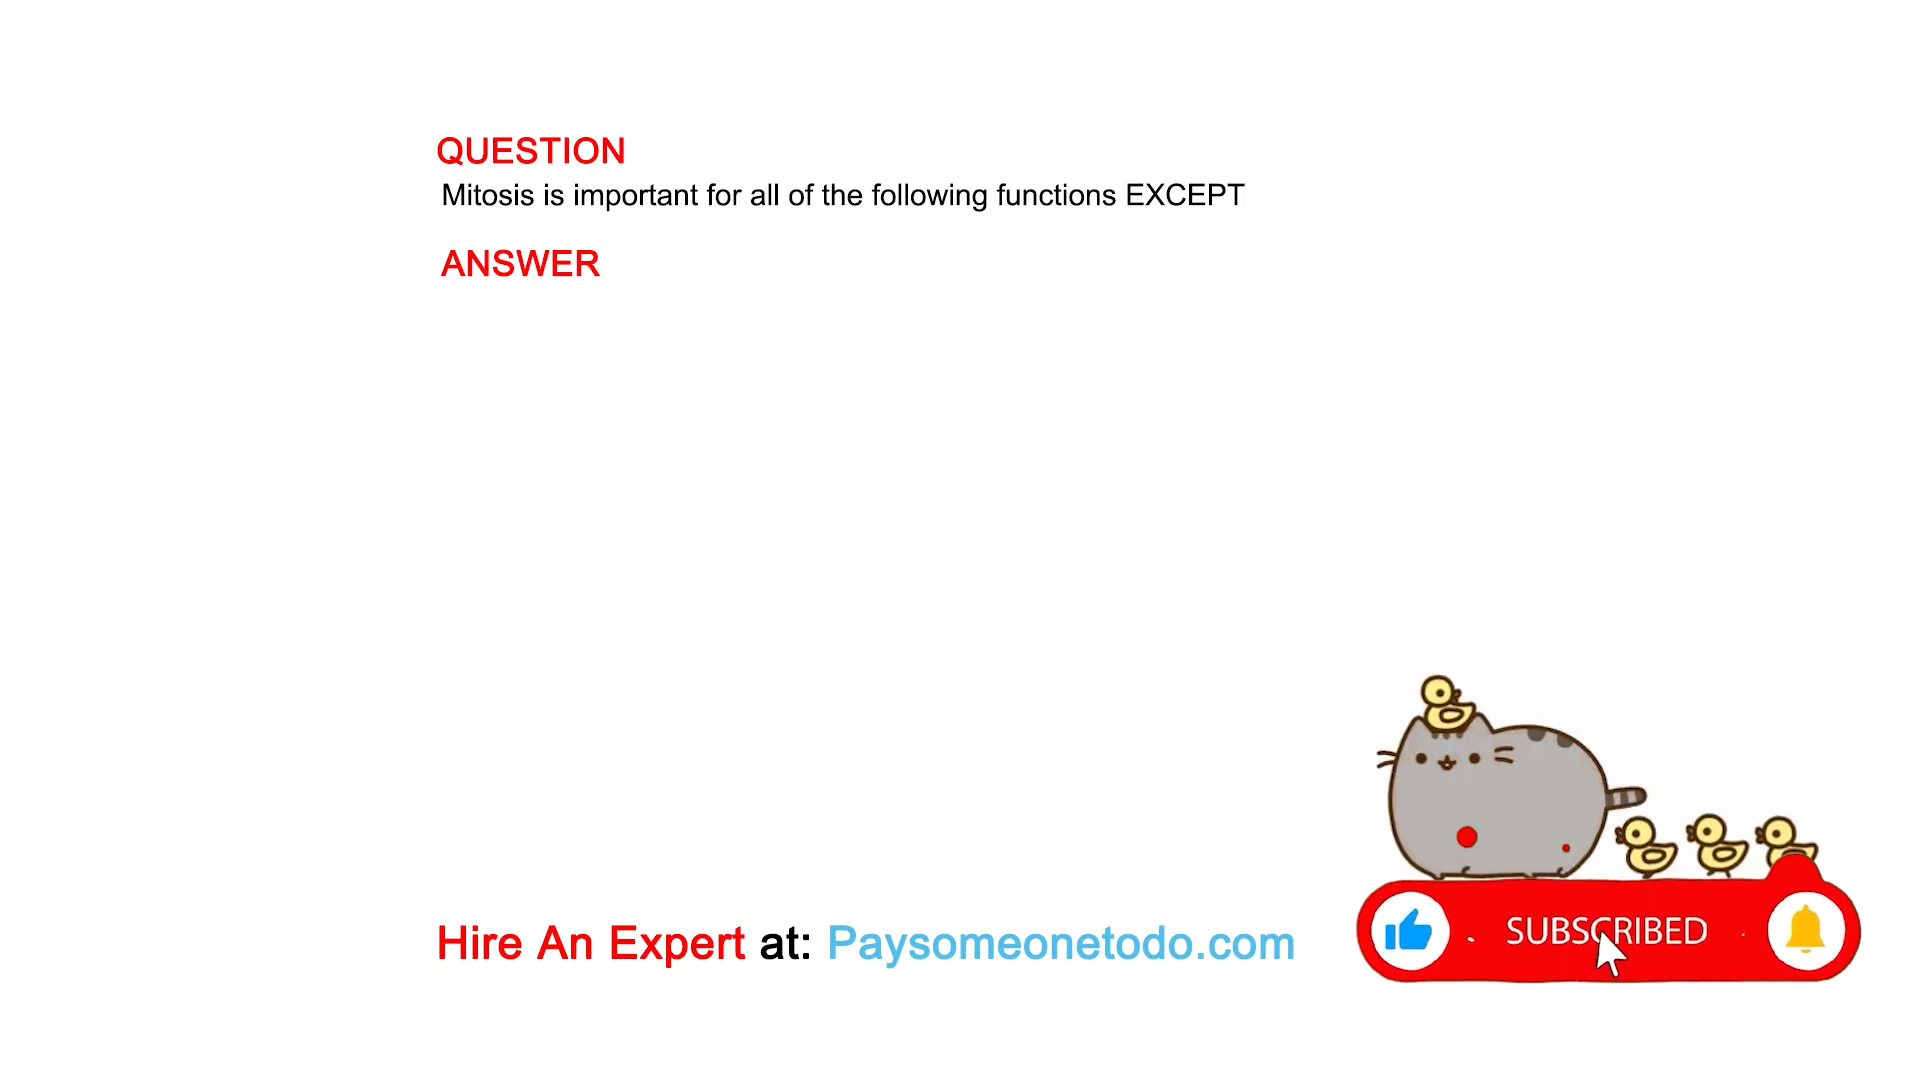 QUESTION
Mitosis is important for all of the following functions EXCEPT
ANSWER
Hire An Expert at: Paysomeonetodo.com
SUBSCRIBED